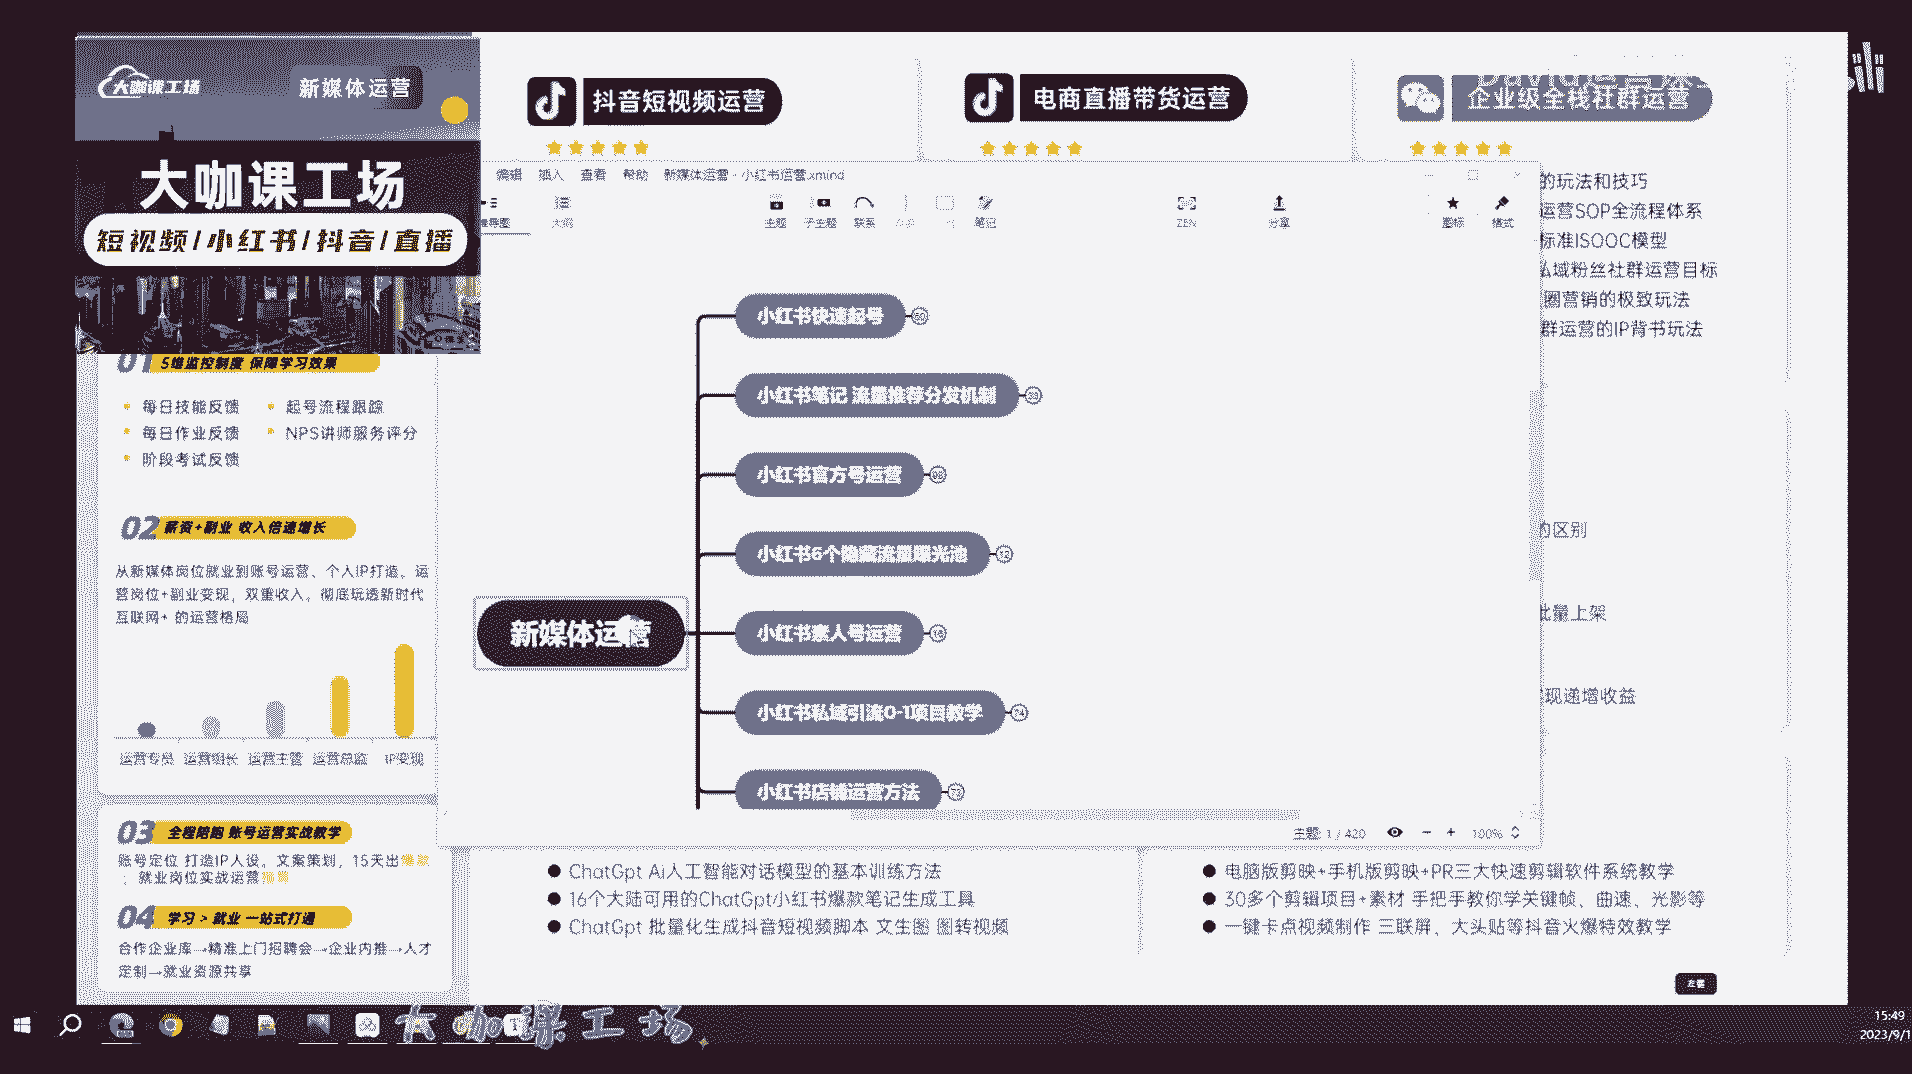 大咖课工场
新媒体运营
大咖课工场
短视频/小红书/抖音/直播
抖音短视频运营
电商直播带货运营
企业级全栈社群运营
编辑 插入 查看 帮助 新媒体运营 - 小红书运营.xmind
大纲
主题 子主题 联系 笔记 ZEN 分享 图标 格式
的玩法和技巧
运营SOP全流程体系
标准ISOOC模型
私域粉丝社群运营目标
圈营销的极致玩法
群运营的IP背书玩法
的区别
批量上架
现递增收益
新媒体运营
小红书快速起号
小红书笔记 流量推荐分发机制
小红书官方号运营
小红书6个隐藏流量曝光池
小红书素人号运营
小红书私域引流0-1项目教学
小红书店铺运营方法
主题: 1 / 420
100%
01 5维监控制度 保障学习效果
每日技能反馈
起号流程跟踪
每日作业反馈
NPS讲师服务评分
阶段考试反馈
02 薪资+副业 收入倍速增长
从新媒体岗位就业到账号运营、个人IP打造，运
营岗位+副业变现，双重收入，彻底玩透新时代
互联网+ 的运营格局
运营专员 运营组长 运营主管 运营总监 IP变现
03 全程陪跑 账号运营实战教学
账号定位 打造IP人设，文案策划，15天出爆款
；就业岗位实战运营
04 学习 > 就业 一站式打通
合作企业库→精准上门招聘会→企业内推→人才
定制→就业资源共享
ChatGpt Ai人工智能对话模型的基本训练方法
16个大陆可用的ChatGpt小红书爆款笔记生成工具
ChatGpt 批量化生成抖音短视频脚本 文生图 图转视频
电脑版剪映+手机版剪映+PR三大快速剪辑软件系统教学
30多个剪辑项目+素材 手把手教你学关键帧、曲速、光影等
一键卡点视频制作 三联屏、大头贴等抖音火爆特效教学
大咖课工场
15:49
2023/9/1